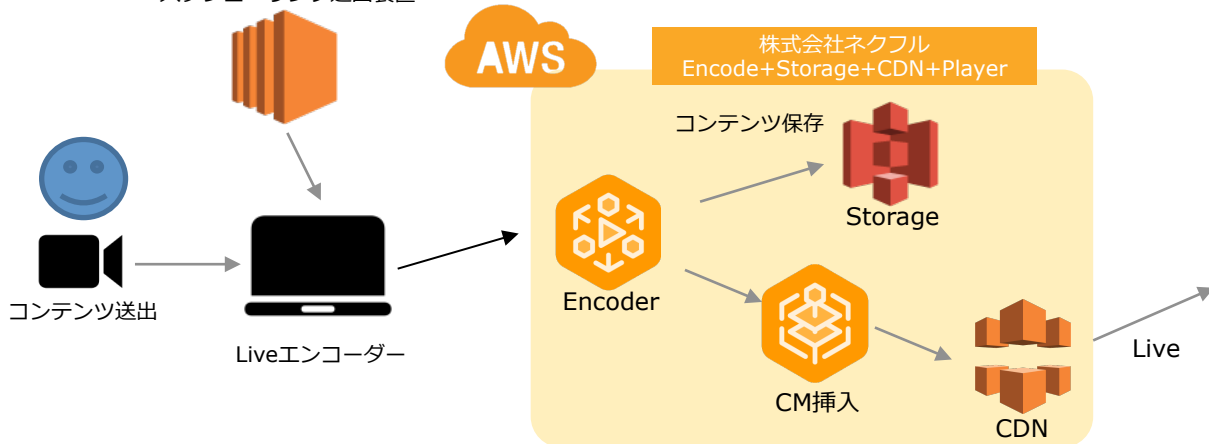 AWS
株式会社ネクフル
Encode+Storage+CDN+Player
コンテンツ保存
Storage
コンテンツ送出
Encoder
Liveエンコーダー
Live
CM挿入
CDN